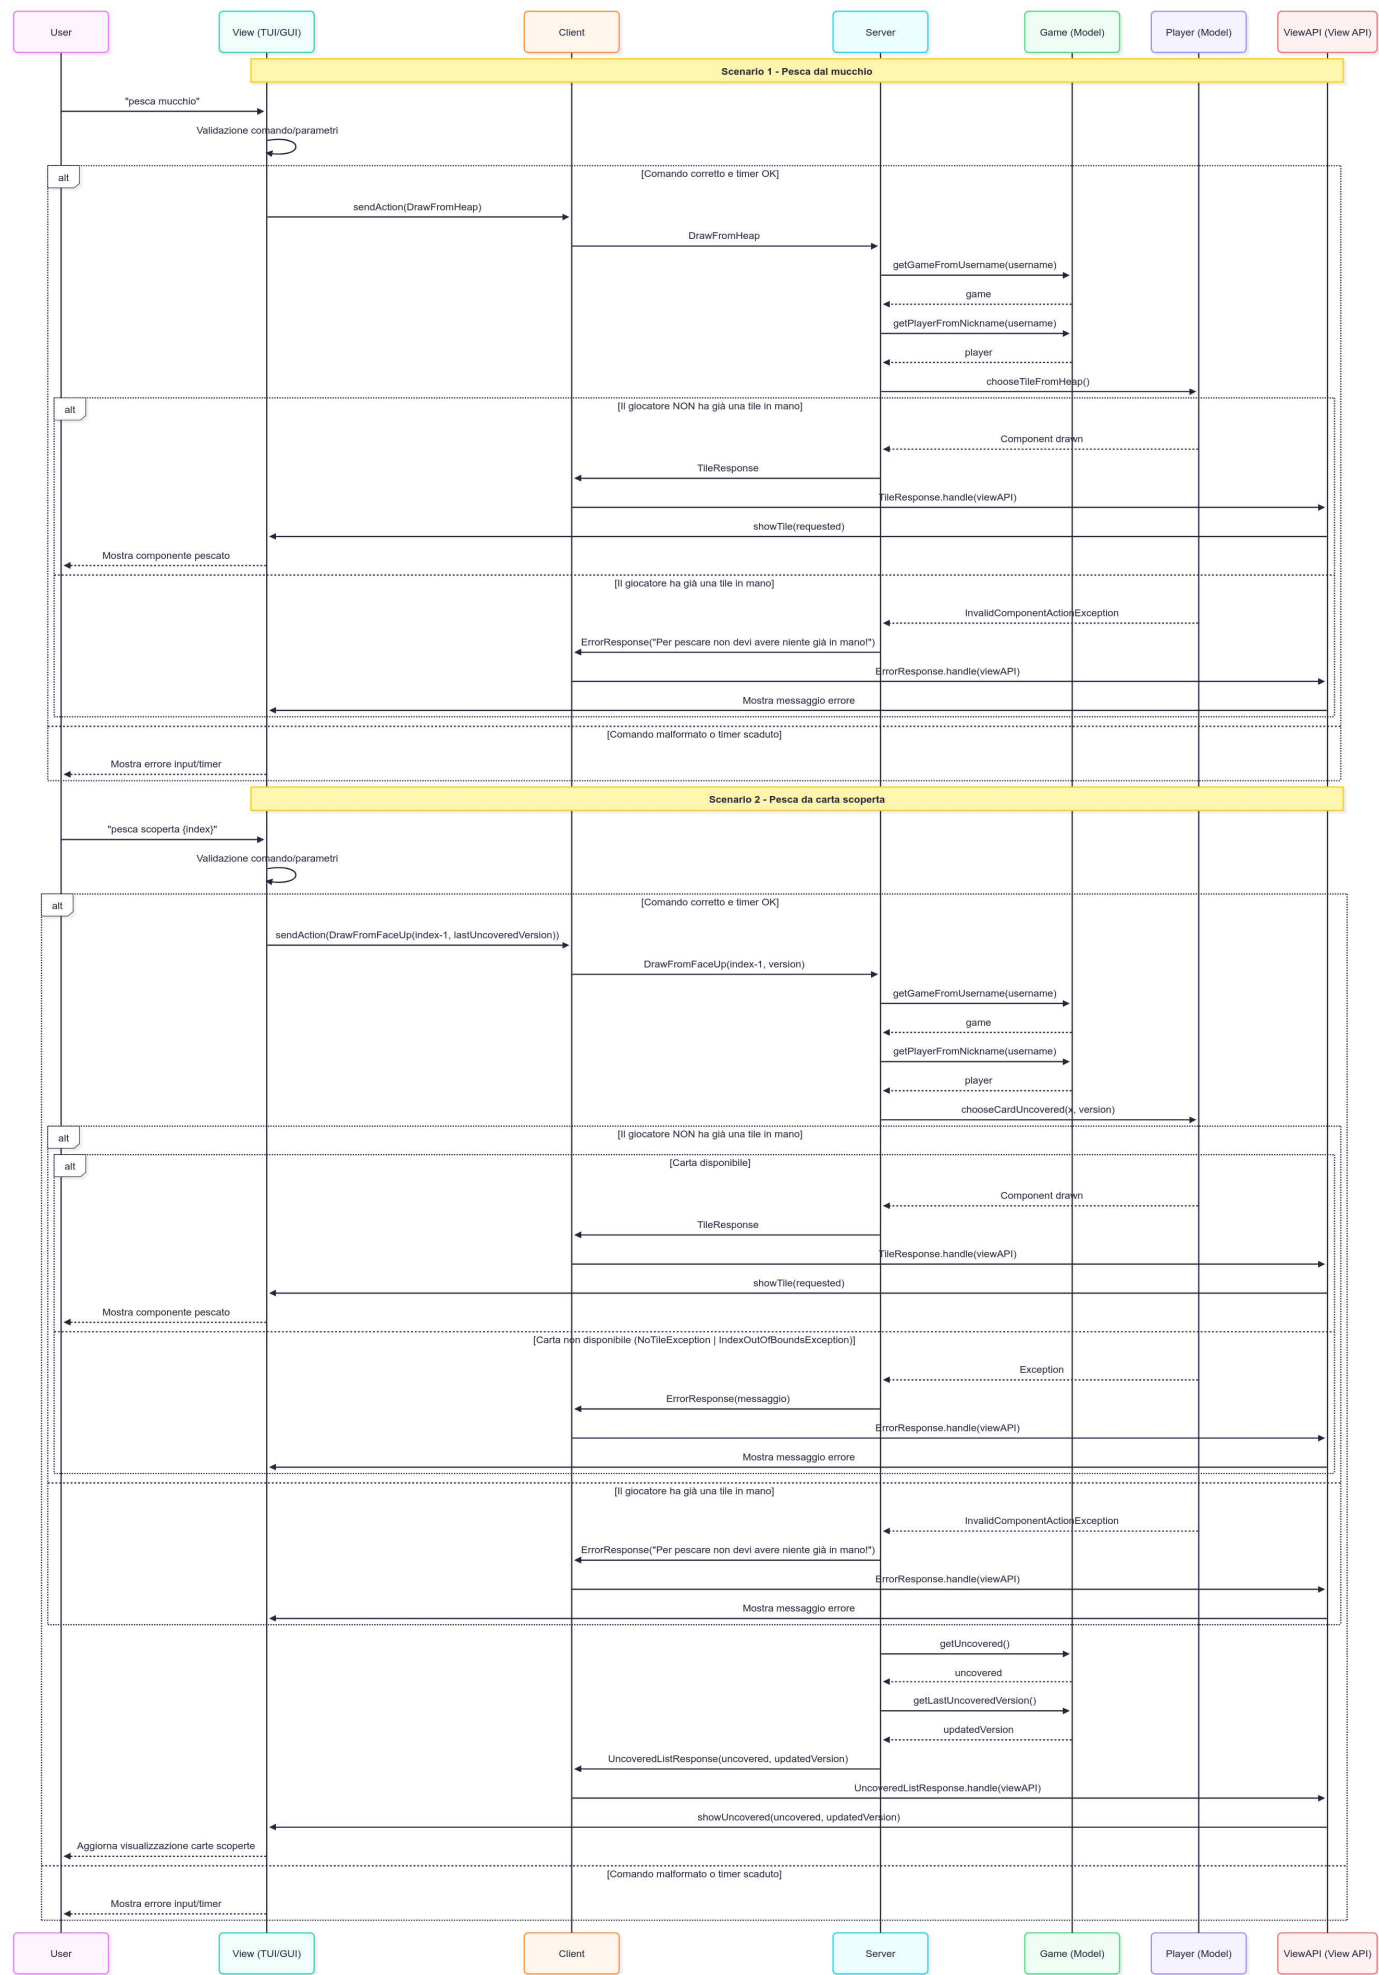 User
View (TUI/GUI)
Client
Server
Game (Model)
Player (Model)
ViewAPI (View API)
Scenario 1 - Pesca dal mucchio
"pesca mucchio"
Validazione comando/parametri
alt
[Comando corretto e timer OK]
sendAction(DrawFromHeap)
DrawFromHeap
getGameFromUsername(username)
game
getPlayerFromNickname(username)
player
chooseTileFromHeap()
alt
[Il giocatore NON ha già una tile in mano]
Component drawn
TileResponse
TileResponse.handle(viewAPI)
showTile(requested)
Mostra componente pescato
[Il giocatore ha già una tile in mano]
InvalidComponentActionException
ErrorResponse("Per pescare non devi avere niente già in mano!")
ErrorResponse.handle(viewAPI)
Mostra messaggio errore
[Comando malformato o timer scaduto]
Mostra errore input/timer
Scenario 2 - Pesca da carta scoperta
"pesca scoperta {index}"
Validazione comando/parametri
alt
[Comando corretto e timer OK]
sendAction(DrawFromFaceUp(index-1, lastUncoveredVersion))
DrawFromFaceUp(index-1, version)
getGameFromUsername(username)
game
getPlayerFromNickname(username)
player
chooseCardUncovered(x, version)
alt
[Il giocatore NON ha già una tile in mano]
alt
[Carta disponibile]
Component drawn
TileResponse
TileResponse.handle(viewAPI)
showTile(requested)
Mostra componente pescato
[Carta non disponibile (NoTileException | IndexOutOfBoundsException)]
Exception
ErrorResponse(messaggio)
ErrorResponse.handle(viewAPI)
Mostra messaggio errore
[Il giocatore ha già una tile in mano]
InvalidComponentActionException
ErrorResponse("Per pescare non devi avere niente già in mano!")
ErrorResponse.handle(viewAPI)
Mostra messaggio errore
getUncovered()
uncovered
getLastUncoveredVersion()
updatedVersion
UncoveredListResponse(uncovered, updatedVersion)
UncoveredListResponse.handle(viewAPI)
showUncovered(uncovered, updatedVersion)
Aggiorna visualizzazione carte scoperte
[Comando malformato o timer scaduto]
Mostra errore input/timer
User
View (TUI/GUI)
Client
Server
Game (Model)
Player (Model)
ViewAPI (View API)